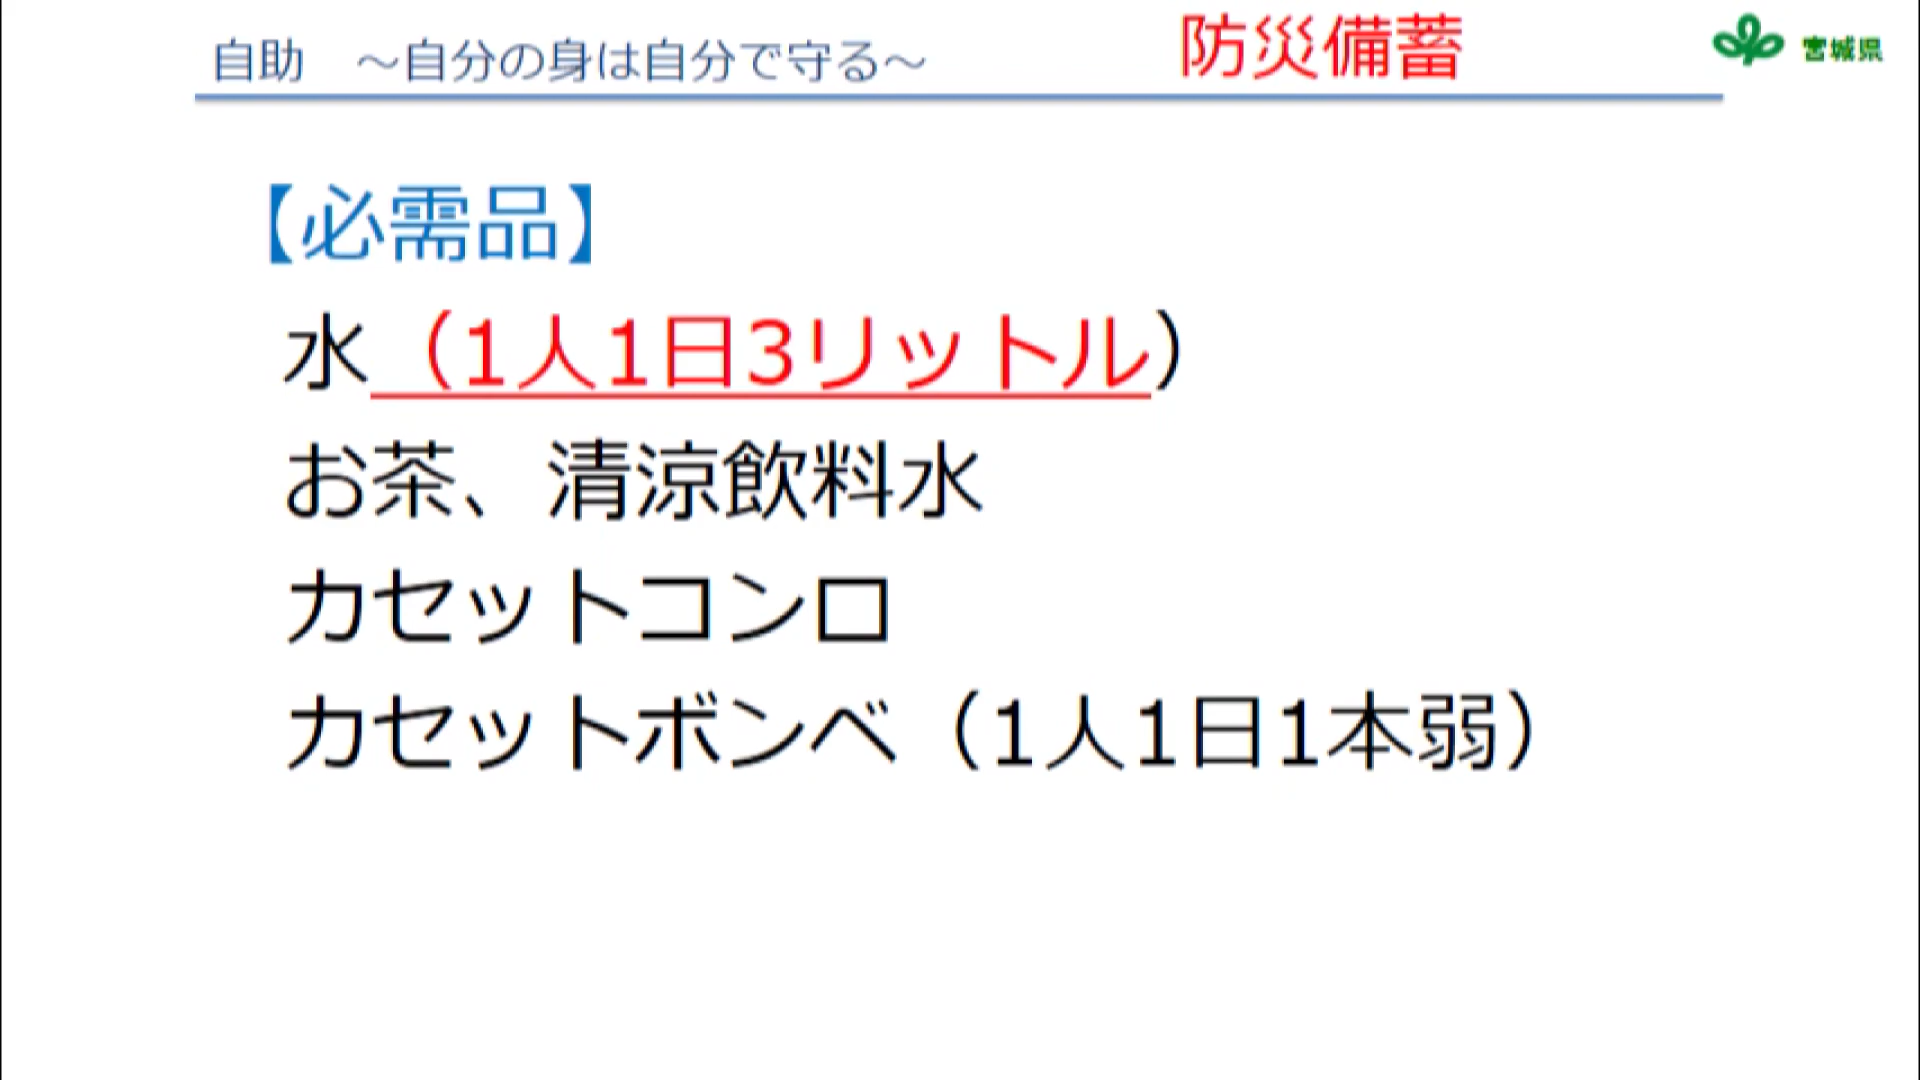 自助　～自分の身は自分で守る～
防災備蓄
宮城県
【必需品】
水（1人1日3リットル）
お茶、清涼飲料水
カセットコンロ
カセットボンベ（1人1日1本弱）